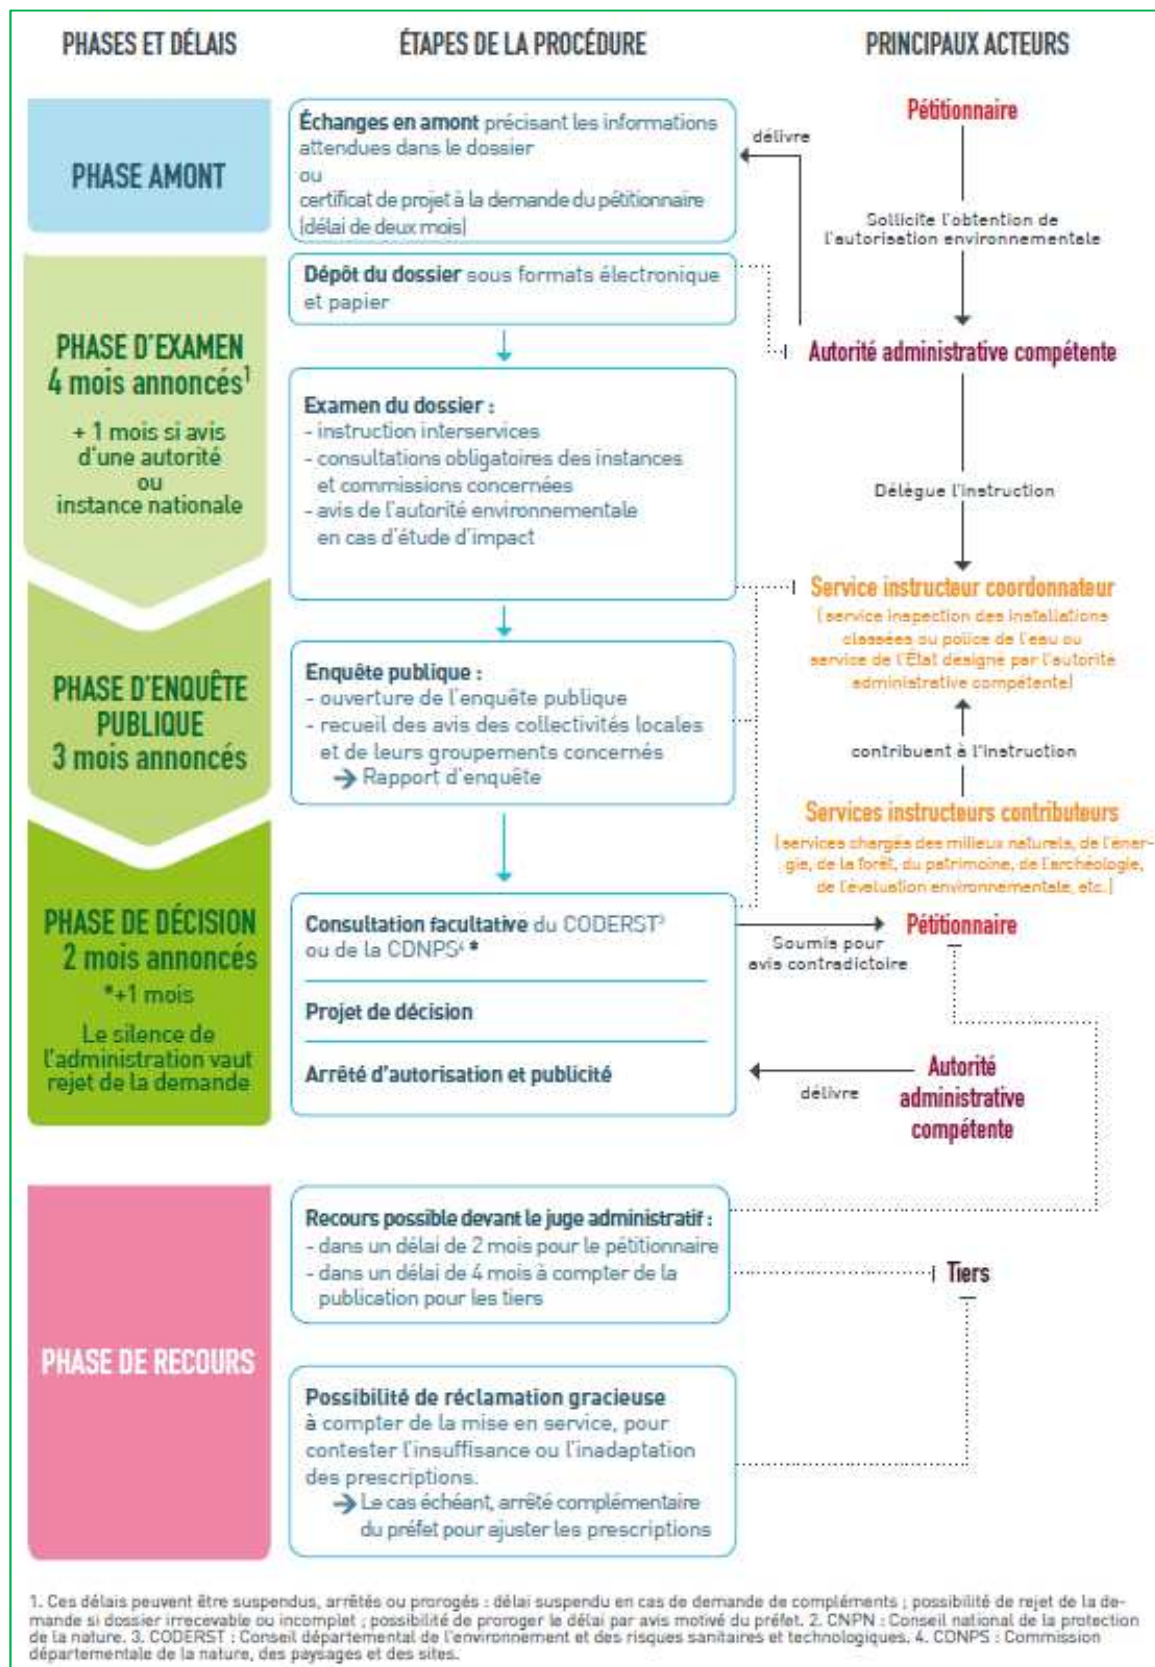 PHASES ET DÉLAIS
ÉTAPES DE LA PROCÉDURE
PRINCIPAUX ACTEURS
PHASE AMONT
Échanges en amont précisant les informations
attendues dans le dossier
ou
certificat de projet à la demande du pétitionnaire
(délai de deux mois)
délivre
Pétitionnaire
Sollicite l'obtention de
l'autorisation environnementale
PHASE D'EXAMEN
4 mois annoncés¹
+ 1 mois si avis
d'une autorité
ou
instance nationale
Dépôt du dossier sous formats électronique
et papier
Autorité administrative compétente
Examen du dossier :
- instruction interservices
- consultations obligatoires des instances
et commissions concernées
- avis de l'autorité environnementale
en cas d'étude d'impact
Délègue l'instruction
Service instructeur coordonnateur
(service inspection des installations
classées ou police de l'eau ou
service de l'État désigné par l'autorité
administrative compétente)
PHASE D'ENQUÊTE
PUBLIQUE
3 mois annoncés
Enquête publique :
- ouverture de l'enquête publique
- recueil des avis des collectivités locales
et de leurs groupements concernés
→ Rapport d'enquête
contribuent à l'instruction
Services instructeurs contributeurs
(services chargés des milieux naturels, de l'éner-
gie, de la forêt, du patrimoine, de l'archéologie,
de l'évaluation environnementale, etc.)
PHASE DE DÉCISION
2 mois annoncés
*+1 mois
Le silence de
l'administration vaut
rejet de la demande
Consultation facultative du CODERST³
ou de la CDNPS⁴ *
Projet de décision
Arrêté d'autorisation et publicité
Soumis pour
avis contradictoire
Pétitionnaire
délivre
Autorité
administrative
compétente
PHASE DE RECOURS
Recours possible devant le juge administratif :
- dans un délai de 2 mois pour le pétitionnaire
- dans un délai de 4 mois à compter de la
publication pour les tiers
Tiers
Possibilité de réclamation gracieuse
à compter de la mise en service, pour
contester l'insuffisance ou l'inadaptation
des prescriptions.
→ Le cas échéant, arrêté complémentaire
du préfet pour ajuster les prescriptions
1. Ces délais peuvent être suspendus, arrêtés ou prorogés : délai suspendu en cas de demande de compléments ; possibilité de rejet de la de-
mande si dossier irrecevable ou incomplet ; possibilité de proroger le délai par avis motivé du préfet. 2. CNPN : Conseil national de la protection
de la nature. 3. CODERST : Conseil départemental de l'environnement et des risques sanitaires et technologiques. 4. CDNPS : Commission
départementale de la nature, des paysages et des sites.